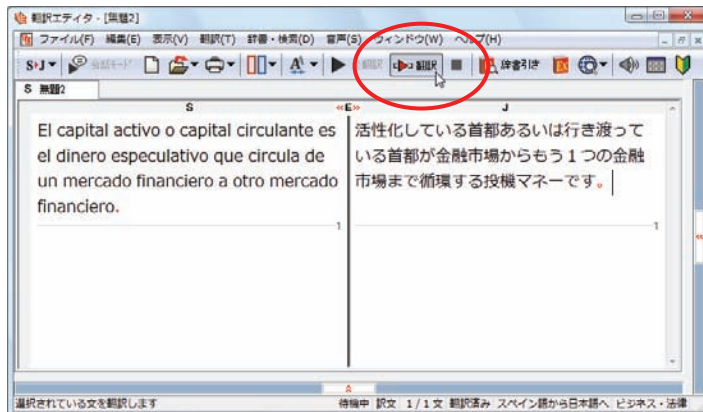 翻訳エディタ - [無題2]
ファイル(F) 編集(E) 表示(V) 翻訳(T) 辞書・検索(D) 音声(S) ウィンドウ(W) ヘルプ(H)
S›J 翻訳 翻訳 辞書引き
S 無題2
S «E» J
El capital activo o capital circulante es
el dinero especulativo que circula de
un mercado financiero a otro mercado
financiero.
1
活性化している首都あるいは行き渡って
いる首都が金融市場からもう1つの金融
市場まで循環する投機マネーです。
1
選択されている文を翻訳します 待機中 訳文 1/1文 翻訳済み スペイン語から日本語へ ビジネス・法律